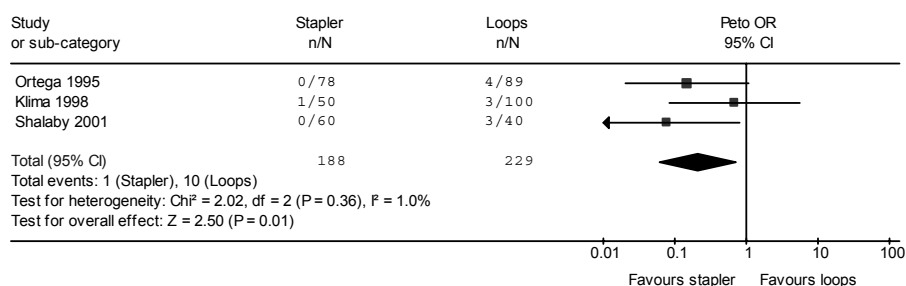 Study Stapler Loops Peto OR
or sub-category n/N n/N 95% CI
Ortega 1995 0/78 4/89
Klima 1998 1/50 3/100
Shalaby 2001 0/60 3/40
Total (95% CI) 188 229
Total events: 1 (Stapler), 10 (Loops)
Test for heterogeneity: Chi² = 2.02, df = 2 (P = 0.36), I² = 1.0%
Test for overall effect: Z = 2.50 (P = 0.01)
0.01 0.1 1 10 100
Favours stapler Favours loops